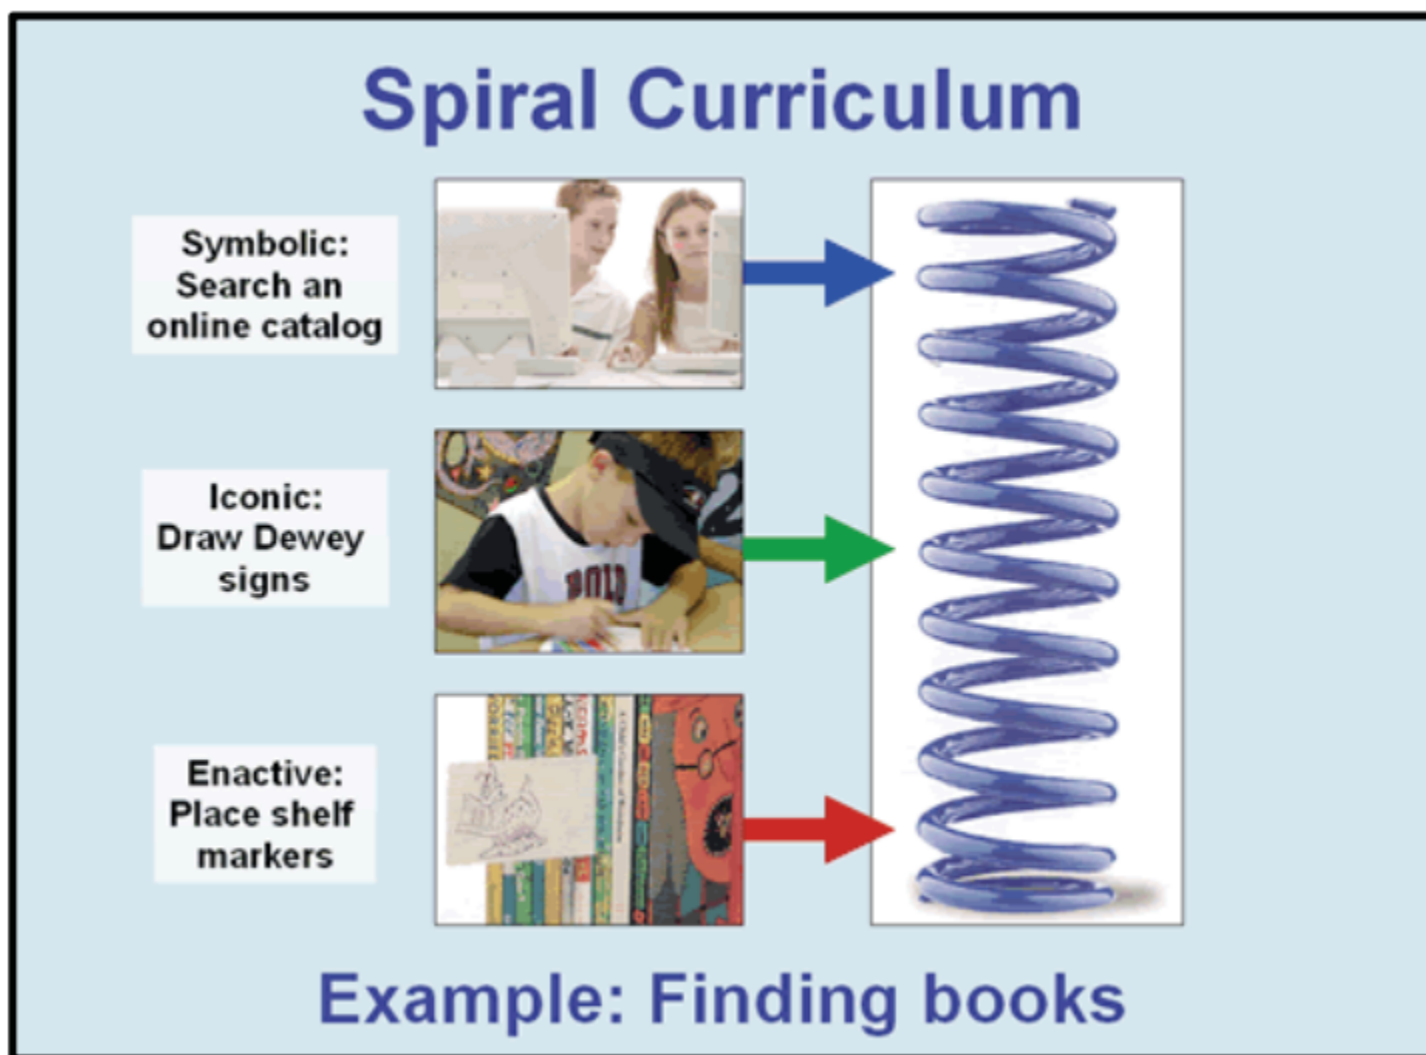 Spiral Curriculum
Symbolic:
Search an
online catalog
Iconic:
Draw Dewey
signs
Enactive:
Place shelf
markers
Example: Finding books